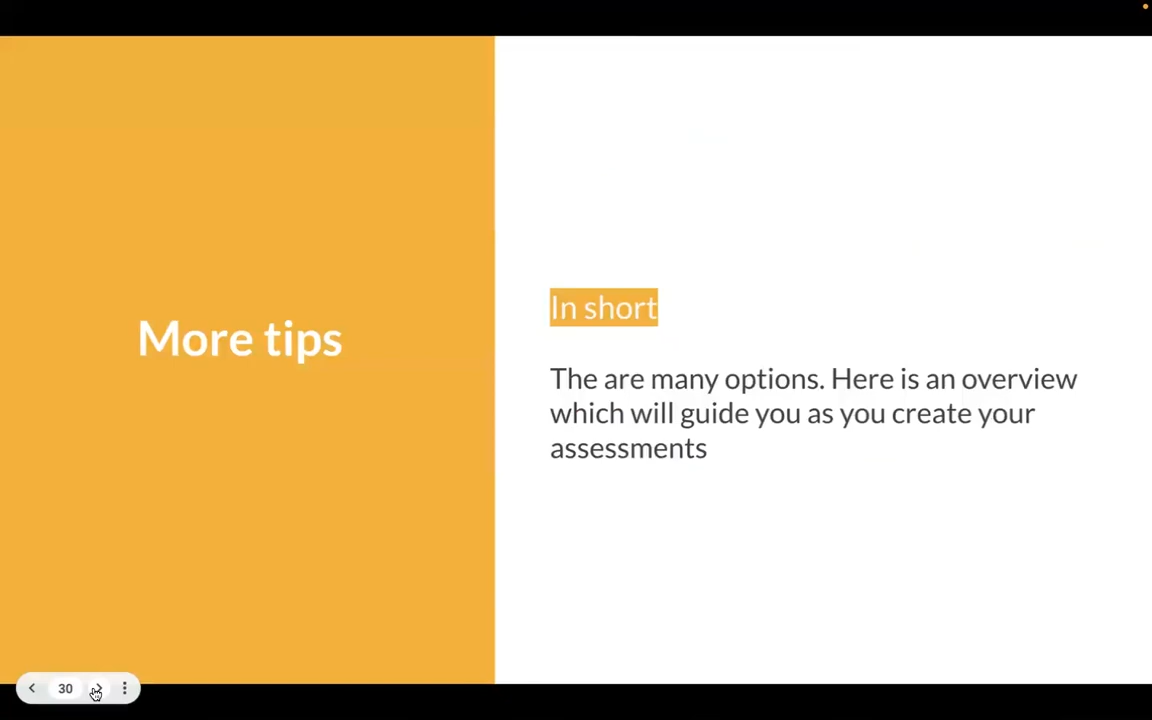 More tips
In short
The are many options. Here is an overview
which will guide you as you create your
assessments
30